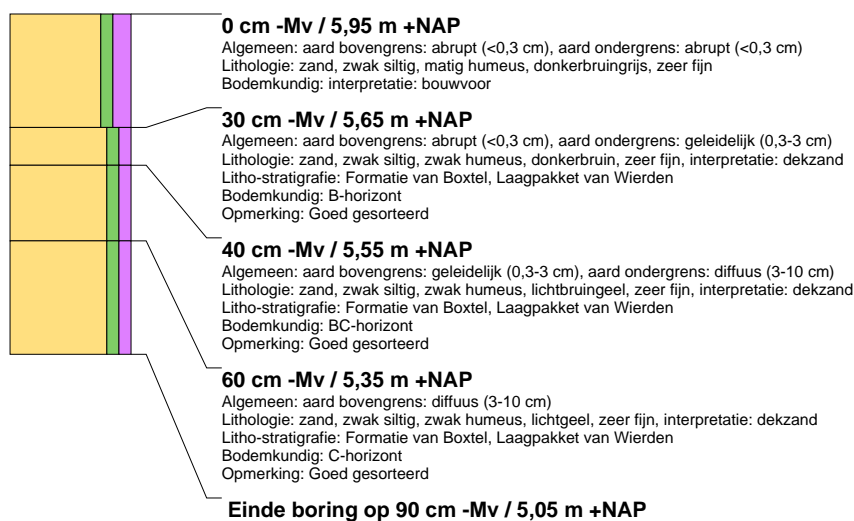 0 cm -Mv / 5,95 m +NAP
Algemeen: aard bovengrens: abrupt (<0,3 cm), aard ondergrens: abrupt (<0,3 cm)
Lithologie: zand, zwak siltig, matig humeus, donkerbruingrijs, zeer fijn
Bodemkundig: interpretatie: bouwvoor
30 cm -Mv / 5,65 m +NAP
Algemeen: aard bovengrens: abrupt (<0,3 cm), aard ondergrens: geleidelijk (0,3-3 cm)
Lithologie: zand, zwak siltig, zwak humeus, donkerbruin, zeer fijn, interpretatie: dekzand
Litho-stratigrafie: Formatie van Boxtel, Laagpakket van Wierden
Bodemkundig: B-horizont
Opmerking: Goed gesorteerd
40 cm -Mv / 5,55 m +NAP
Algemeen: aard bovengrens: geleidelijk (0,3-3 cm), aard ondergrens: diffuus (3-10 cm)
Lithologie: zand, zwak siltig, zwak humeus, lichtbruingeel, zeer fijn, interpretatie: dekzand
Litho-stratigrafie: Formatie van Boxtel, Laagpakket van Wierden
Bodemkundig: BC-horizont
Opmerking: Goed gesorteerd
60 cm -Mv / 5,35 m +NAP
Algemeen: aard bovengrens: diffuus (3-10 cm)
Lithologie: zand, zwak siltig, zwak humeus, lichtgeel, zeer fijn, interpretatie: dekzand
Litho-stratigrafie: Formatie van Boxtel, Laagpakket van Wierden
Bodemkundig: C-horizont
Opmerking: Goed gesorteerd
Einde boring op 90 cm -Mv / 5,05 m +NAP